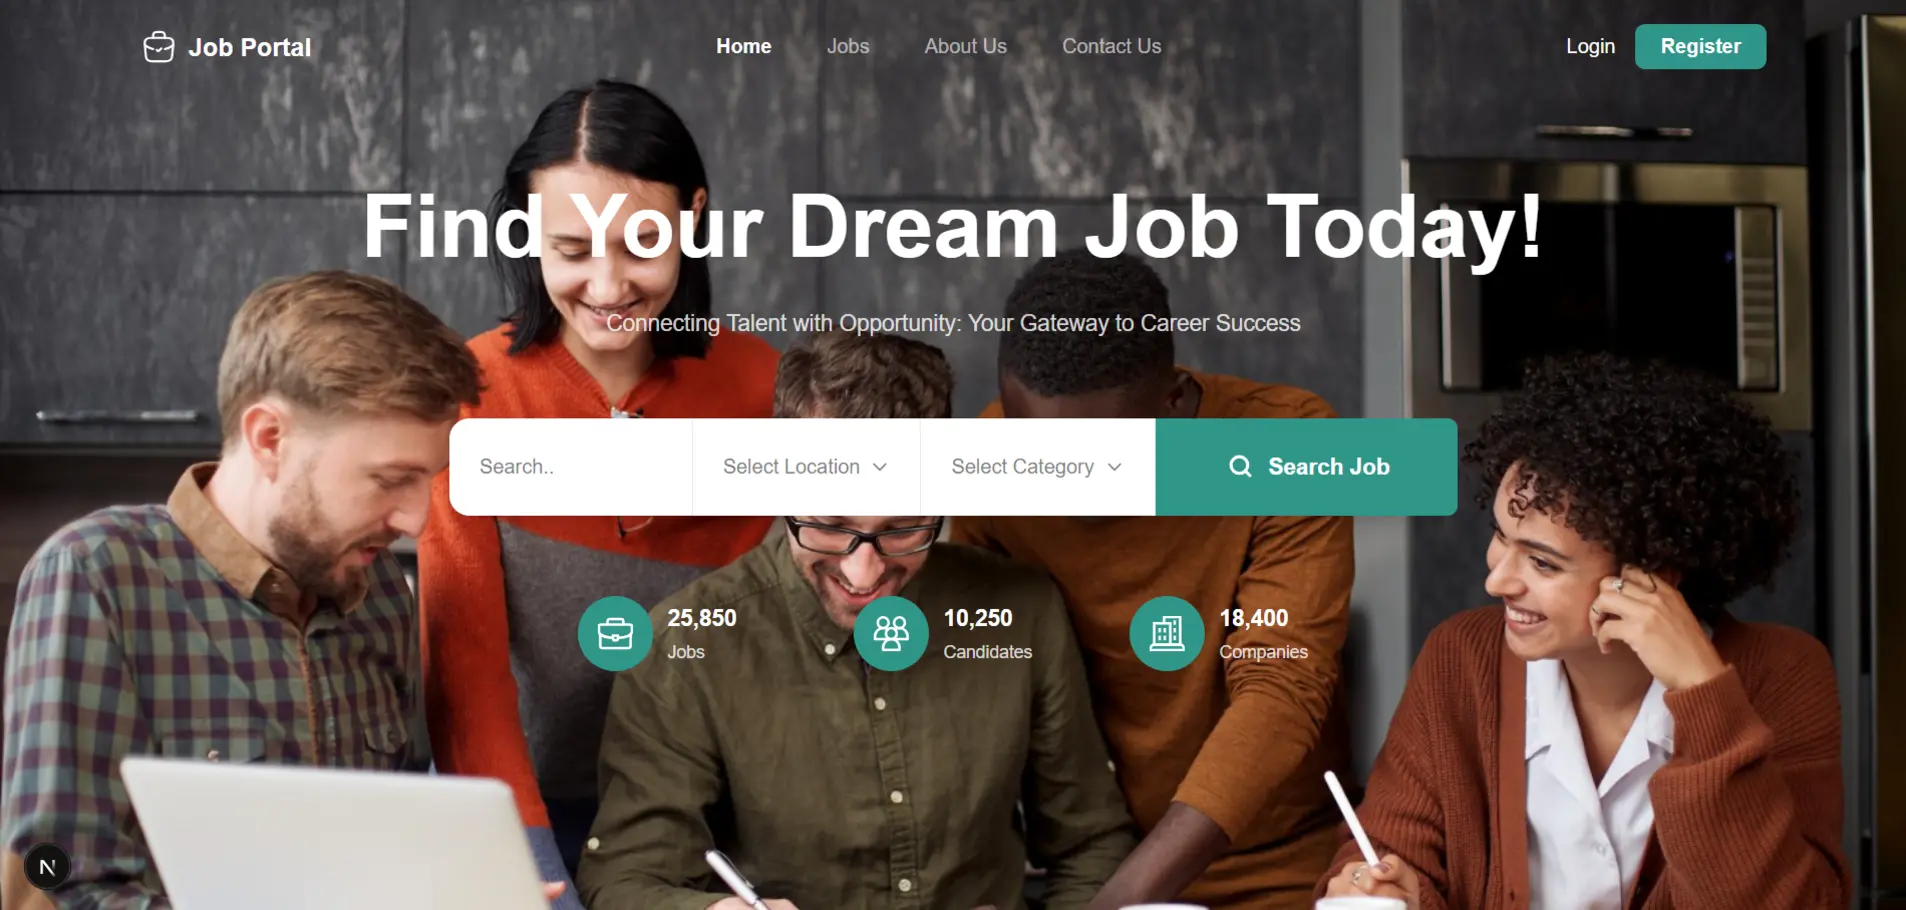 Job Portal
Home Jobs About Us Contact Us
Login Register
Find Your Dream Job Today!
Connecting Talent with Opportunity: Your Gateway to Career Success
Search.. Select Location Select Category Search Job
25,850
Jobs
10,250
Candidates
18,400
Companies
N